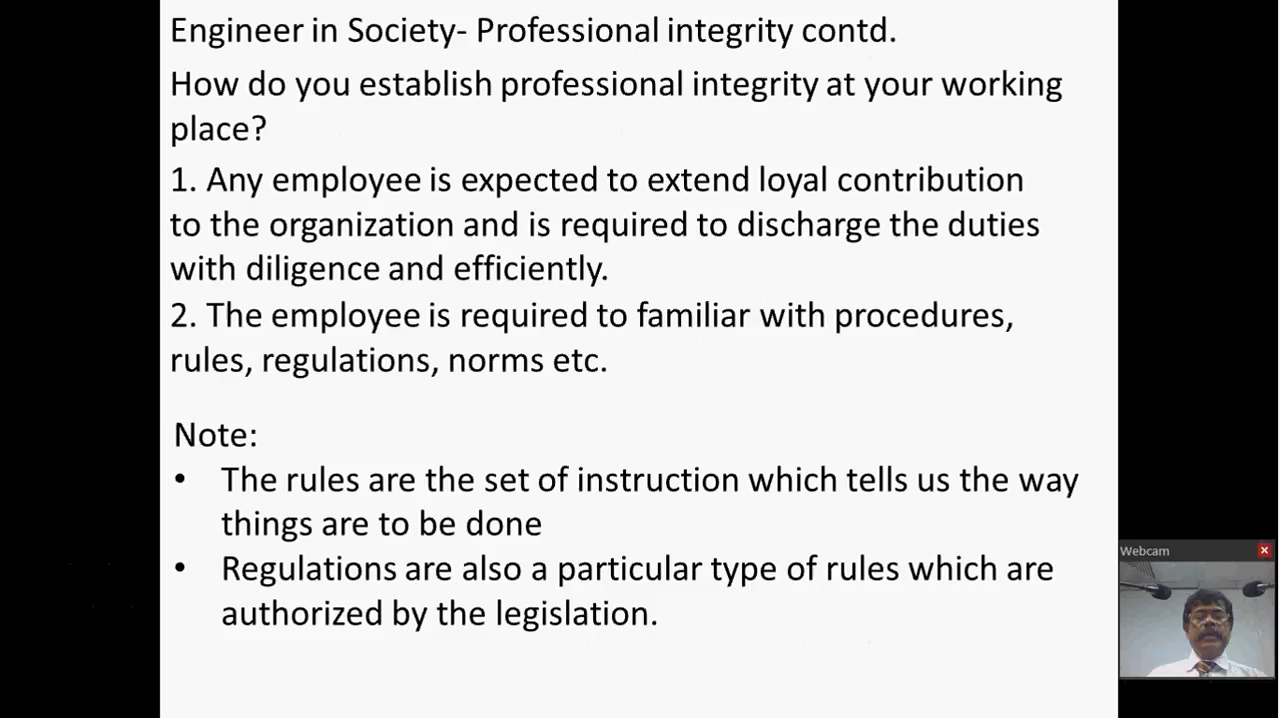 Engineer in Society- Professional integrity contd.
How do you establish professional integrity at your working
place?
1. Any employee is expected to extend loyal contribution
to the organization and is required to discharge the duties
with diligence and efficiently.
2. The employee is required to familiar with procedures,
rules, regulations, norms etc.
Note:
• The rules are the set of instruction which tells us the way
things are to be done
• Regulations are also a particular type of rules which are
authorized by the legislation.
Webcam